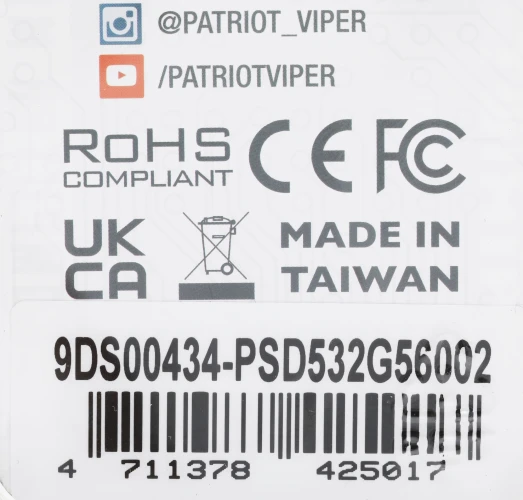 @PATRIOT_VIPER
/PATRIOTVIPER
RoHS
COMPLIANT
CE FC
UK
CA
MADE IN
TAIWAN
9DS00434-PSD532G56002
4 711378 425017